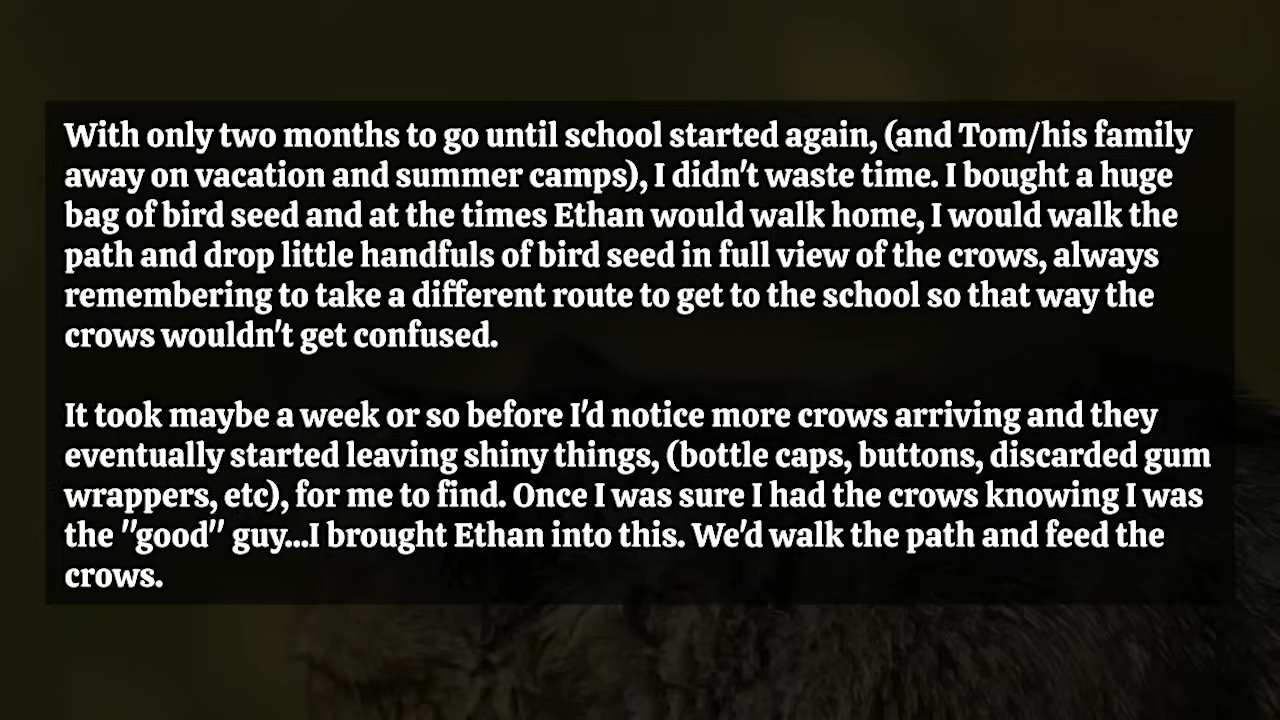 With only two months to go until school started again, (and Tom/his family
away on vacation and summer camps), I didn't waste time. I bought a huge
bag of bird seed and at the times Ethan would walk home, I would walk the
path and drop little handfuls of bird seed in full view of the crows, always
remembering to take a different route to get to the school so that way the
crows wouldn't get confused.
It took maybe a week or so before I'd notice more crows arriving and they
eventually started leaving shiny things, (bottle caps, buttons, discarded gum
wrappers, etc), for me to find. Once I was sure I had the crows knowing I was
the "good" guy...I brought Ethan into this. We'd walk the path and feed the
crows.